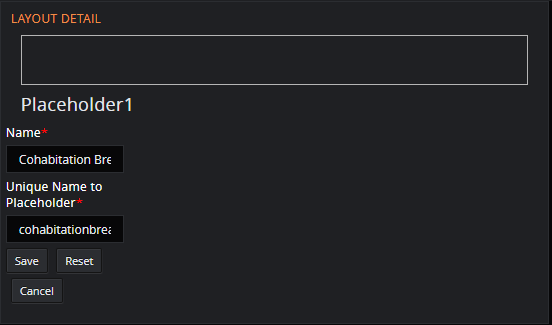 LAYOUT DETAIL
Placeholder1
Name*
Cohabitation Bre
Unique Name to
Placeholder*
cohabitationbrea
Save Reset
Cancel